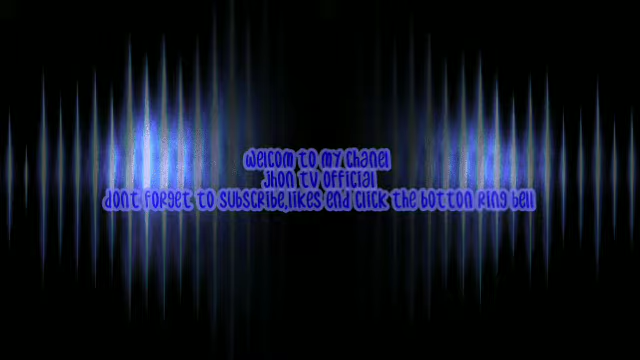 welcom to my chanel
jhon tv official
dont forget to subscribe,likes end click the botton ring bell